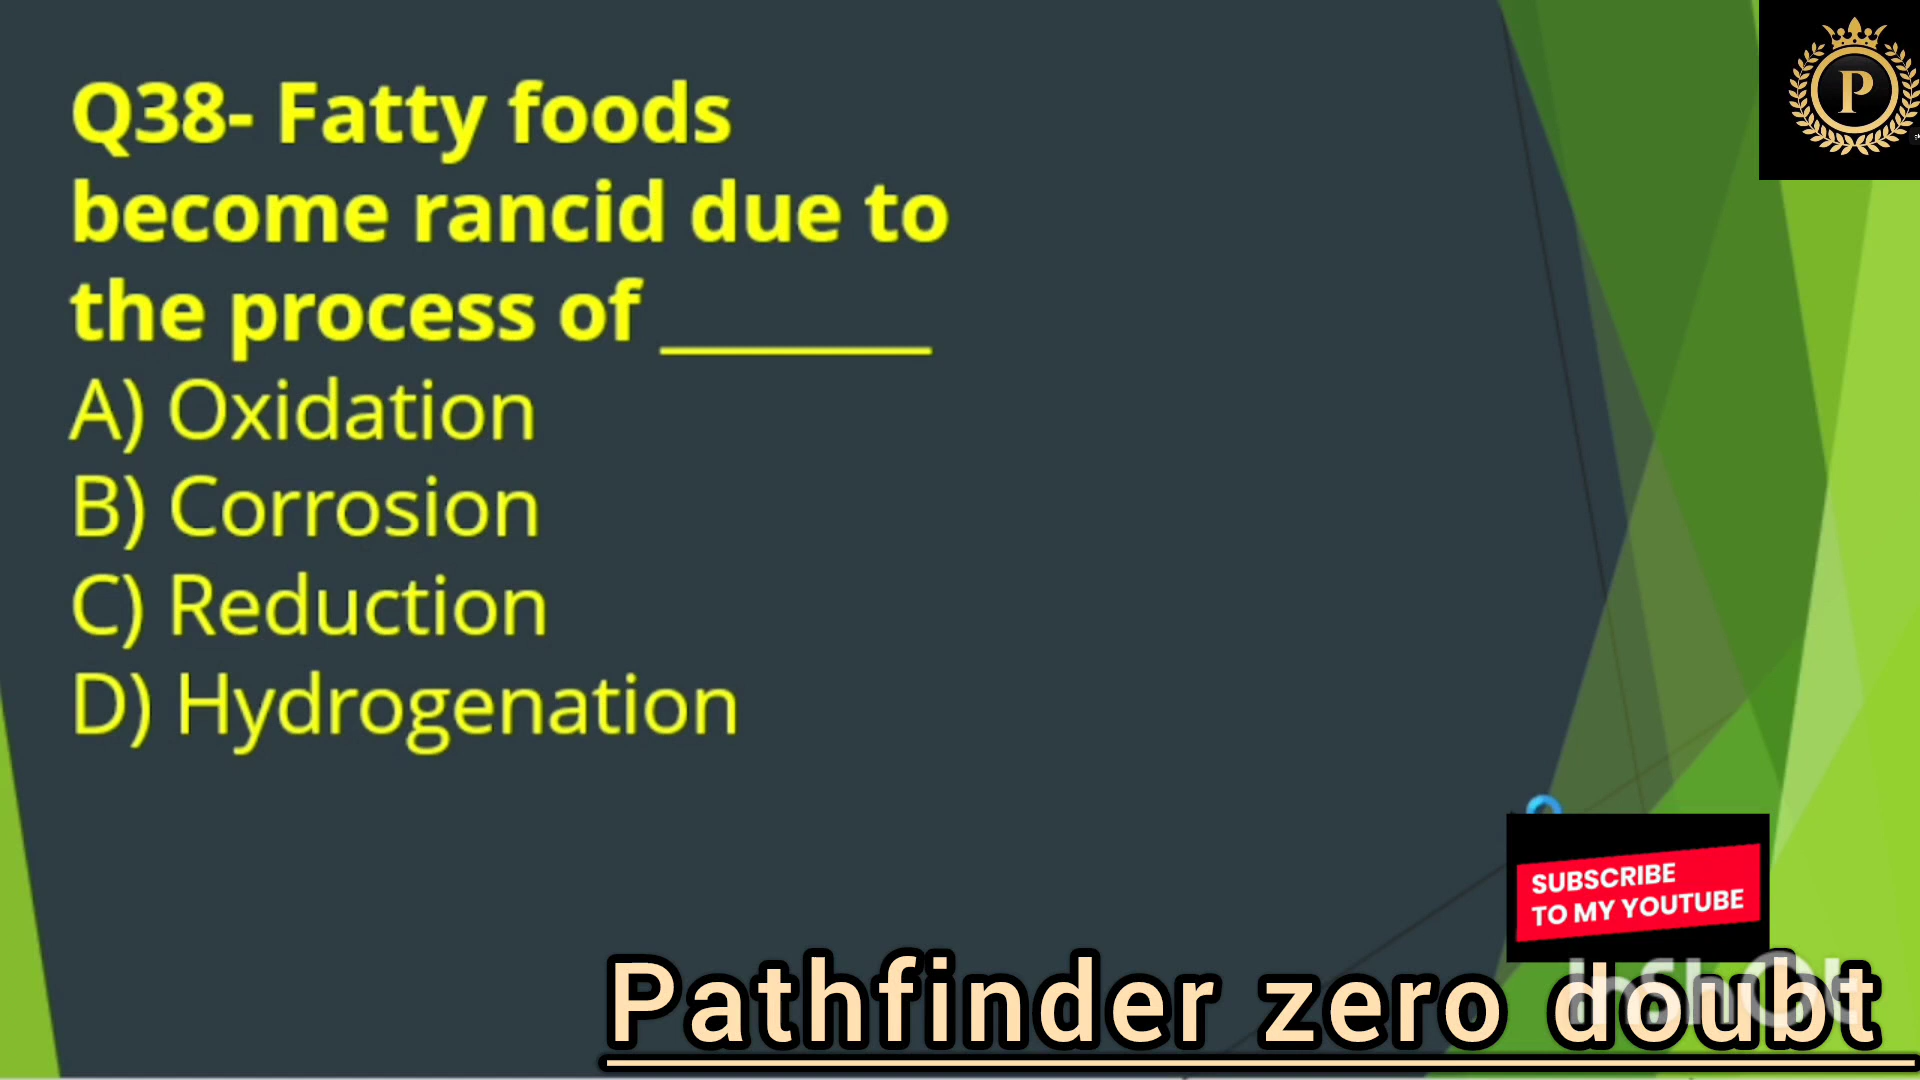 P
Q38- Fatty foods
become rancid due to
the process of ______
A) Oxidation
B) Corrosion
C) Reduction
D) Hydrogenation
SUBSCRIBE
TO MY YOUTUBE
Pathfinder zero doubt
InShOt